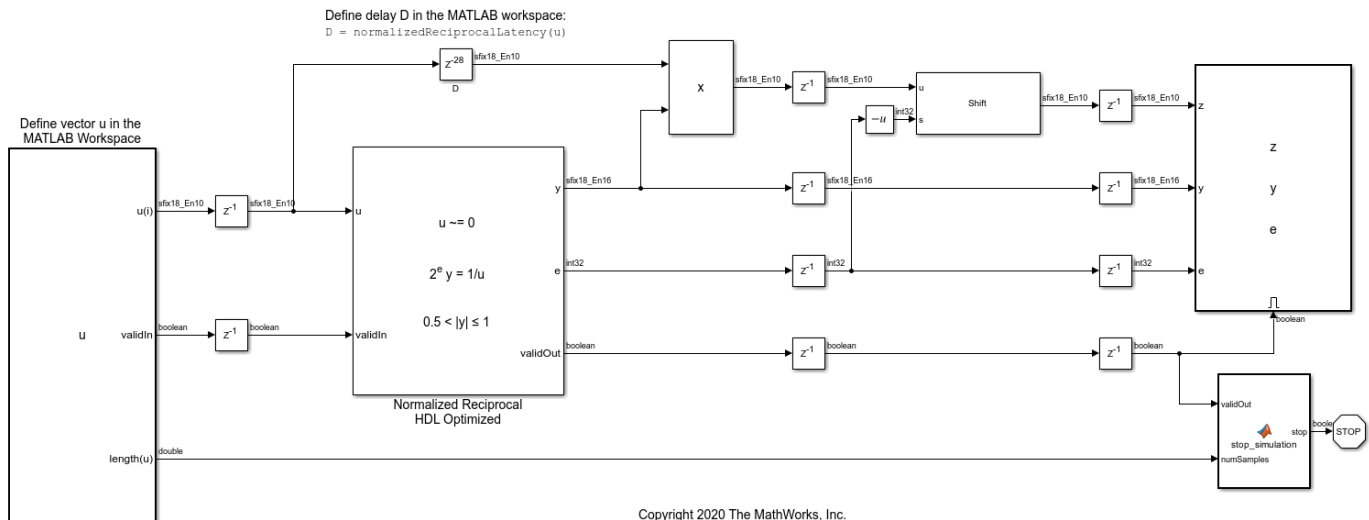 Define delay D in the MATLAB workspace:
D = normalizedReciprocalLatency(u)
z-28
sfix18_En10
D
x
sfix18_En10
z-1
sfix18_En10
u
Shift
s
sfix18_En10
z-1
sfix18_En10
z
-u
int32
Define vector u in the
MATLAB Workspace
u(i)
sfix18_En10
z-1
sfix18_En10
u
y
sfix18_En16
z-1
sfix18_En16
z-1
sfix18_En16
y
z
y
e
u ~= 0
2e y = 1/u
0.5 < |y| ≤ 1
e
int32
z-1
int32
z-1
int32
e
u
validIn
boolean
z-1
boolean
validIn
validOut
boolean
z-1
boolean
z-1
boolean
boolean
Normalized Reciprocal
HDL Optimized
validOut
stop_simulation
stop
boole
STOP
numSamples
length(u)
double
Copyright 2020 The MathWorks, Inc.